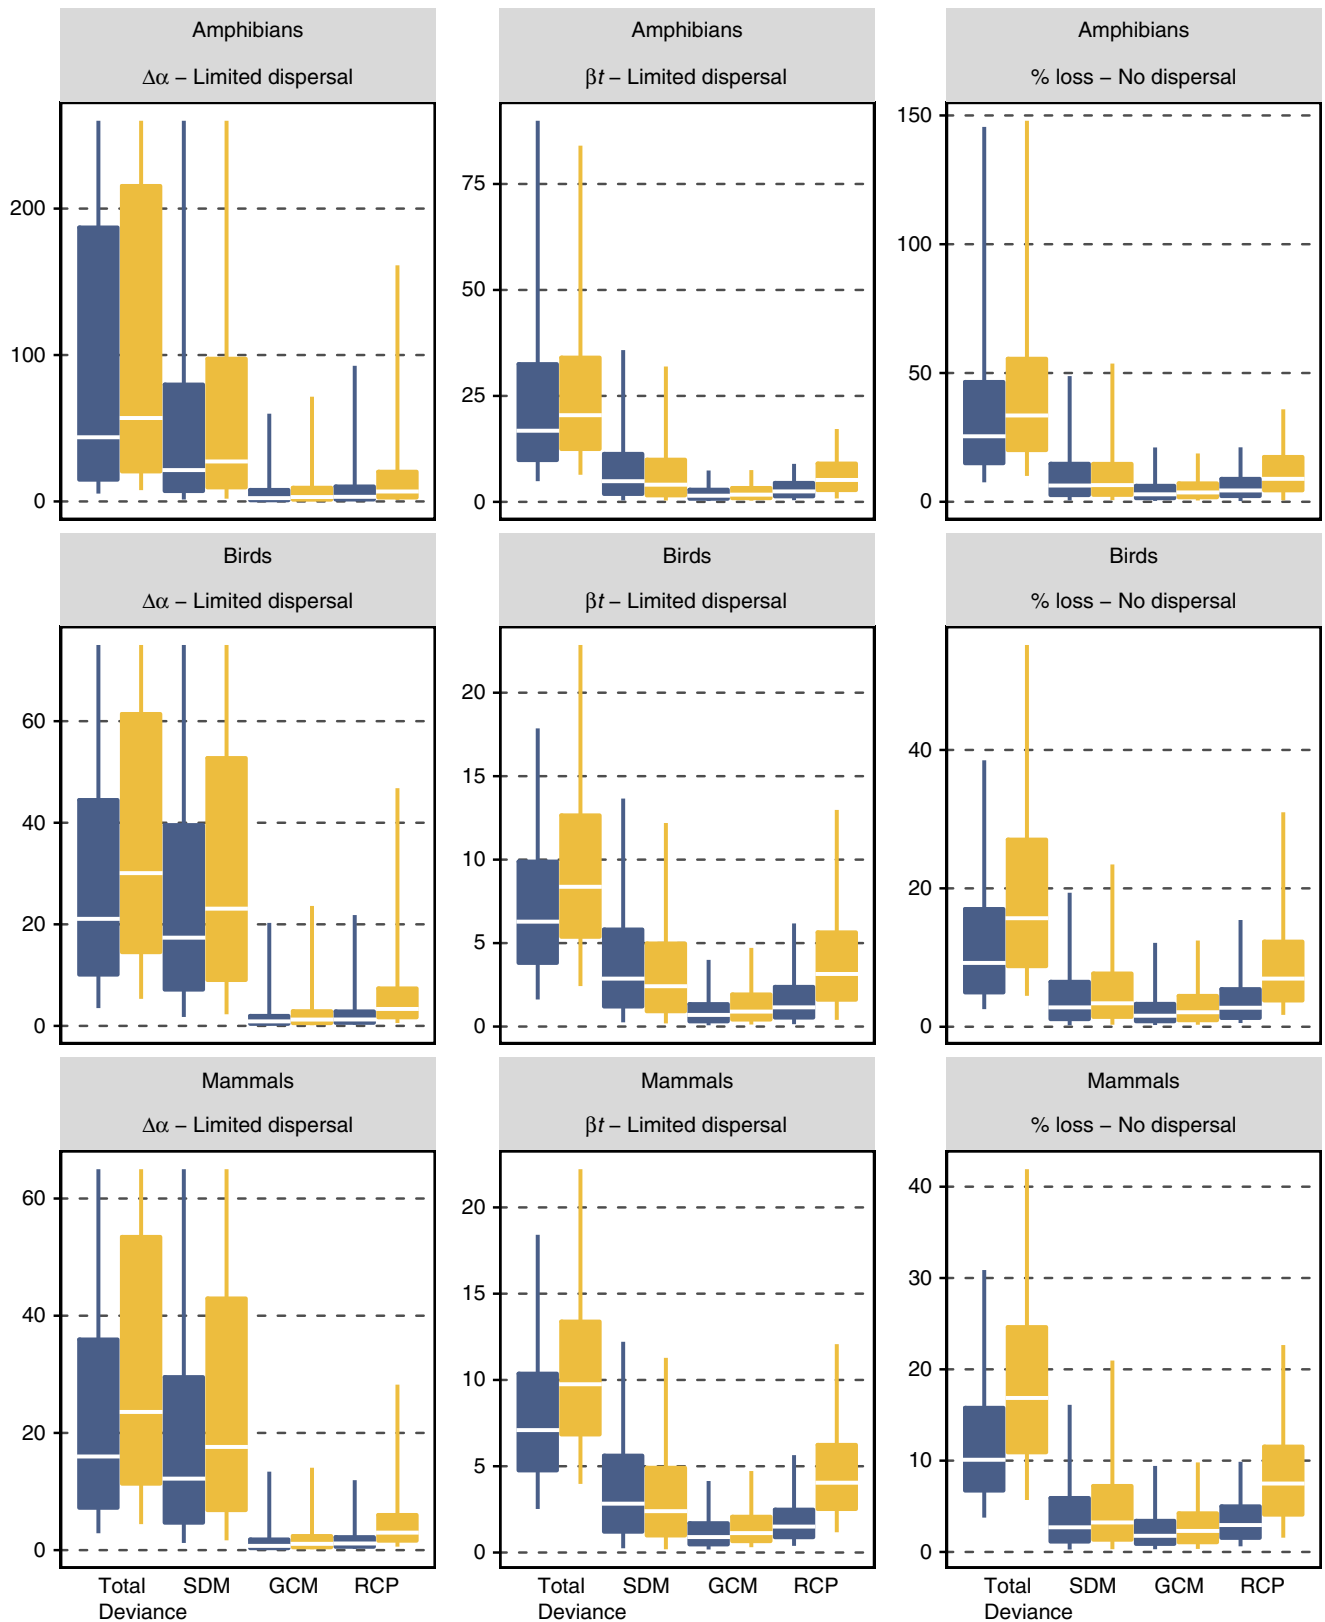 Amphibians
Δα – Limited dispersal
200
100
0
Amphibians
βt – Limited dispersal
75
50
25
0
Amphibians
% loss – No dispersal
150
100
50
0
Birds
Δα – Limited dispersal
60
40
20
0
Birds
βt – Limited dispersal
20
15
10
5
0
Birds
% loss – No dispersal
40
20
0
Mammals
Δα – Limited dispersal
60
40
20
0
Total Deviance
SDM
GCM
RCP
Mammals
βt – Limited dispersal
20
15
10
5
0
Total Deviance
SDM
GCM
RCP
Mammals
% loss – No dispersal
40
30
20
10
0
Total Deviance
SDM
GCM
RCP